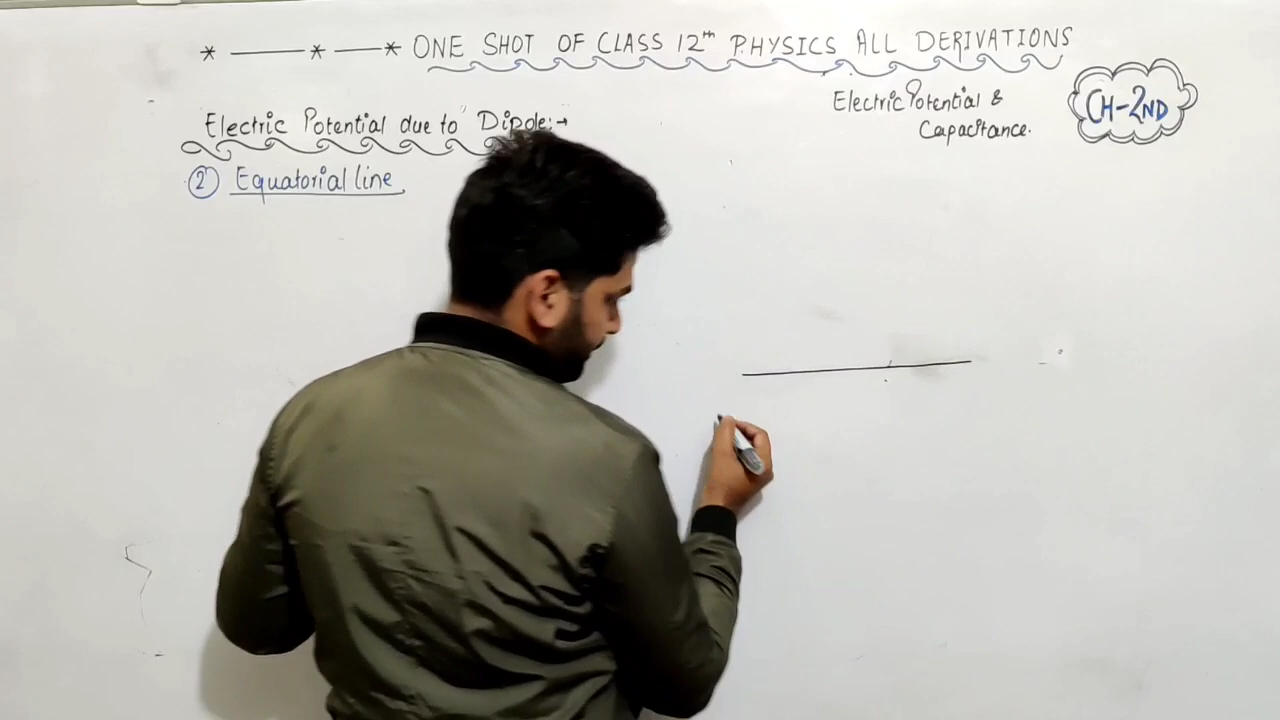 * —— * —* ONE SHOT OF CLASS 12th PHYSICS ALL DERIVATIONS
Electric Potential &
Capacitance.
CH-2ND
Electric Potential due to Dipole:→
② Equatorial line